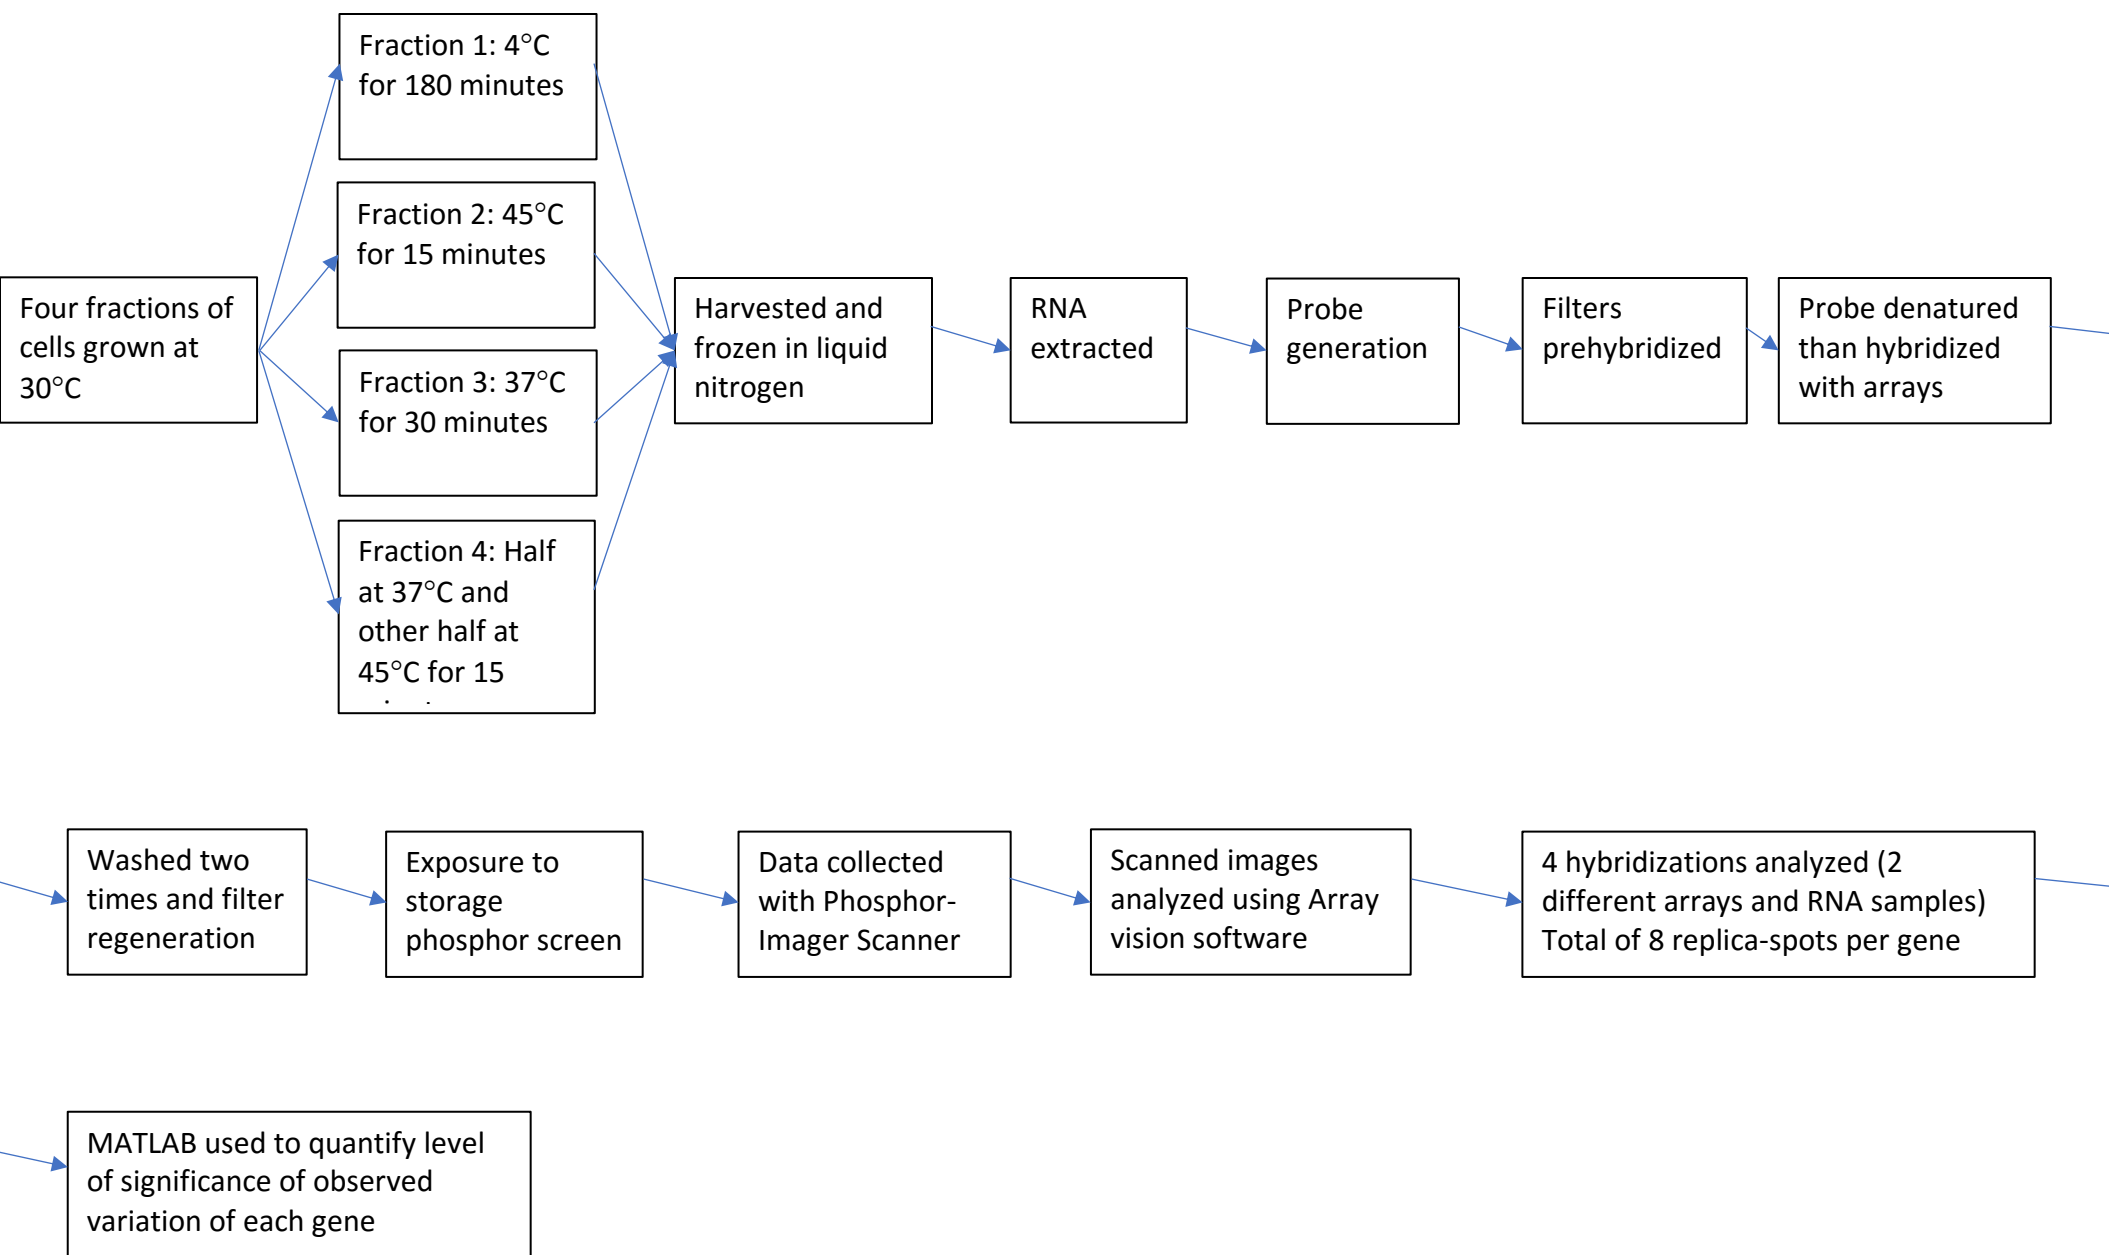 Fraction 1: 4°C
for 180 minutes
Fraction 2: 45°C
for 15 minutes
Fraction 3: 37°C
for 30 minutes
Fraction 4: Half
at 37°C and
other half at
45°C for 15
Four fractions of
cells grown at
30°C
Harvested and
frozen in liquid
nitrogen
RNA
extracted
Probe
generation
Filters
prehybridized
Probe denatured
than hybridized
with arrays
Washed two
times and filter
regeneration
Exposure to
storage
phosphor screen
Data collected
with Phosphor-
Imager Scanner
Scanned images
analyzed using Array
vision software
4 hybridizations analyzed (2
different arrays and RNA samples)
Total of 8 replica-spots per gene
MATLAB used to quantify level
of significance of observed
variation of each gene